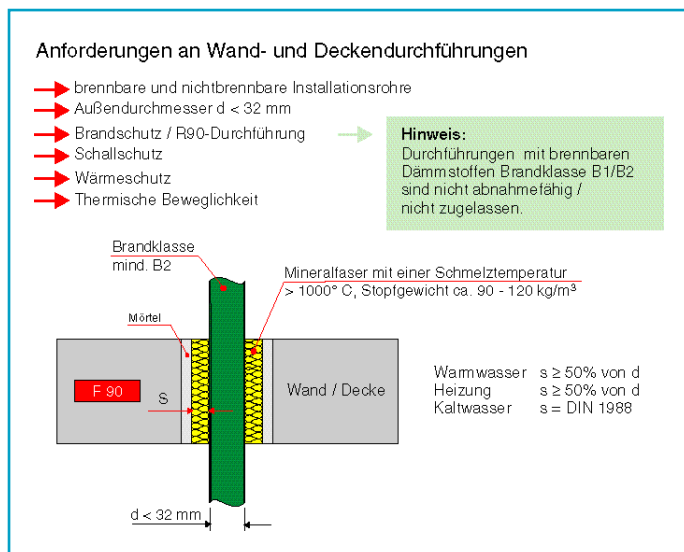 Anforderungen an Wand- und Deckendurchführungen
brennbare und nichtbrennbare Installationsrohre
Außendurchmesser d < 32 mm
Brandschutz / R90-Durchführung
Schallschutz
Wärmeschutz
Thermische Beweglichkeit
Hinweis:
Durchführungen mit brennbaren
Dämmstoffen Brandklasse B1/B2
sind nicht abnahmefähig /
nicht zugelassen.
Brandklasse
mind. B2
Mineralfaser mit einer Schmelztemperatur
> 1000° C, Stopfgewicht ca. 90 - 120 kg/m³
Mörtel
F 90
S
Wand / Decke
Warmwasser s ≥ 50% von d
Heizung s ≥ 50% von d
Kaltwasser s = DIN 1988
d < 32 mm